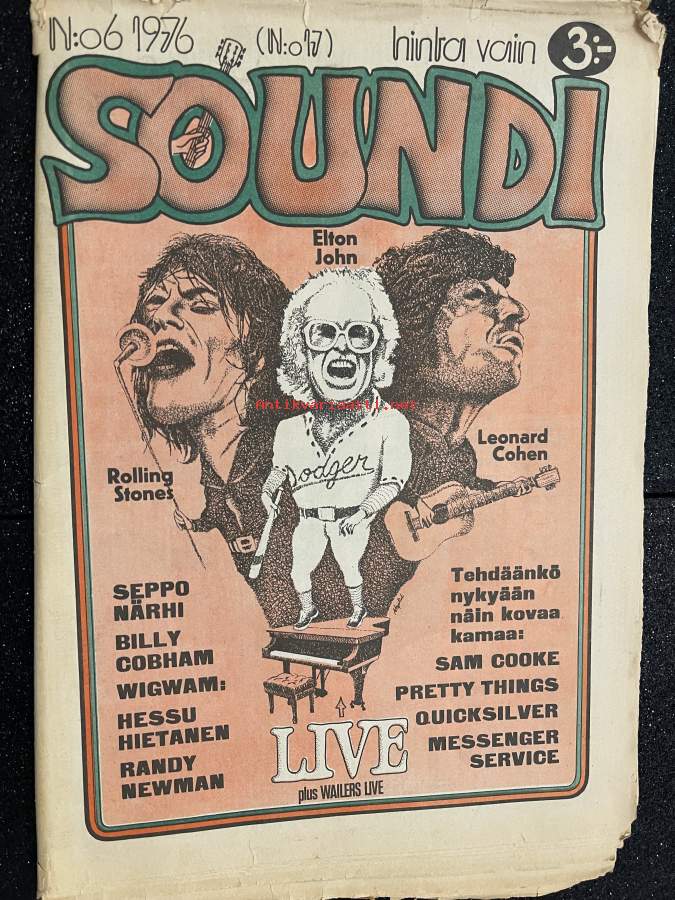 N:o6 1976 (N:o17) hinta vain 3:-
SOUNDI
Elton
John
Antikvariaatti.net
Rolling
Stones
Leonard
Cohen
Dodger
SEPPO
NÄRHI
BILLY
COBHAM
WIGWAM:
HESSU
HIETANEN
RANDY
NEWMAN
Tehdäänkö
nykyään
näin kovaa
kamaa:
SAM COOKE
PRETTY THINGS
QUICKSILVER
MESSENGER
SERVICE
LIVE
plus WAILERS LIVE